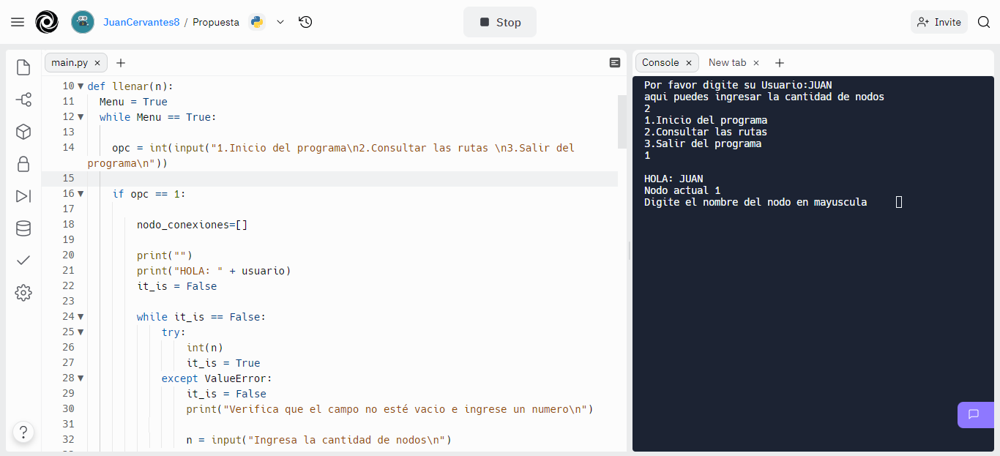 JuanCervantes8 / Propuesta
Stop
Invite
main.py
Console
New tab
10 def llenar(n):
11 Menu = True
12 while Menu == True:
13
14 opc = int(input("1.Inicio del programa\n2.Consultar las rutas \n3.Salir del
programa\n"))
15
16 if opc == 1:
17
18 nodo_conexiones=[]
19
20 print("")
21 print("HOLA: " + usuario)
22 it_is = False
23
24 while it_is == False:
25 try:
26 int(n)
27 it_is = True
28 except ValueError:
29 it_is = False
30 print("Verifica que el campo no esté vacio e ingrese un numero\n")
31
32 n = input("Ingresa la cantidad de nodos\n")
?
Por favor digite su Usuario:JUAN
aqui puedes ingresar la cantidad de nodos
2
1.Inicio del programa
2.Consultar las rutas
3.Salir del programa
1
HOLA: JUAN
Nodo actual 1
Digite el nombre del nodo en mayuscula